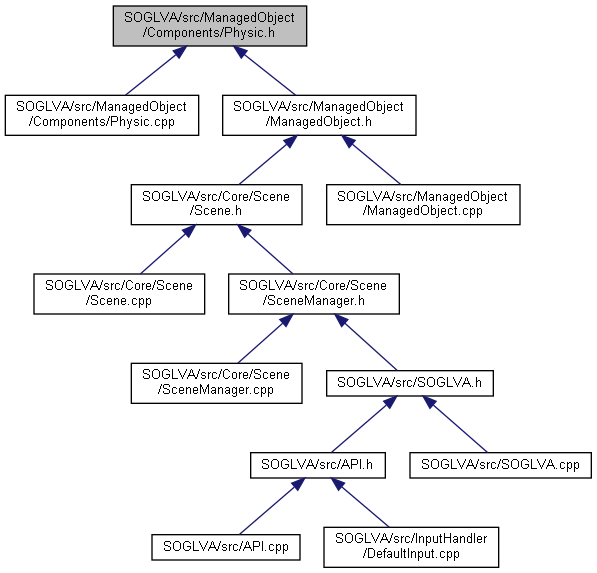 SOGLVA/src/ManagedObject
/Components/Physic.h
SOGLVA/src/ManagedObject
/Components/Physic.cpp
SOGLVA/src/ManagedObject
/ManagedObject.h
SOGLVA/src/Core/Scene
/Scene.h
SOGLVA/src/ManagedObject
/ManagedObject.cpp
SOGLVA/src/Core/Scene
/Scene.cpp
SOGLVA/src/Core/Scene
/SceneManager.h
SOGLVA/src/Core/Scene
/SceneManager.cpp
SOGLVA/src/SOGLVA.h
SOGLVA/src/API.h
SOGLVA/src/SOGLVA.cpp
SOGLVA/src/API.cpp
SOGLVA/src/InputHandler
/DefaultInput.cpp